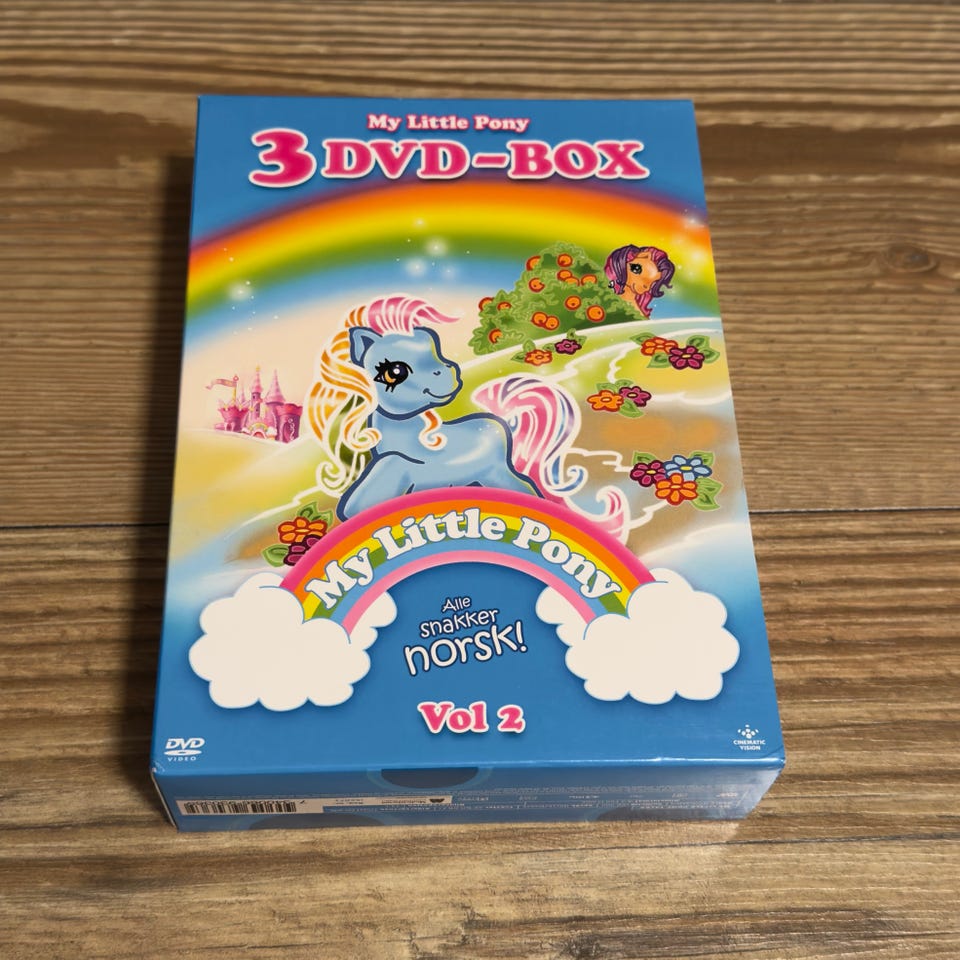 My Little Pony
3 DVD-BOX
My Little Pony
Alle
snakker
norsk!
Vol 2
DVD
VIDEO
CINEMATIC
VISION